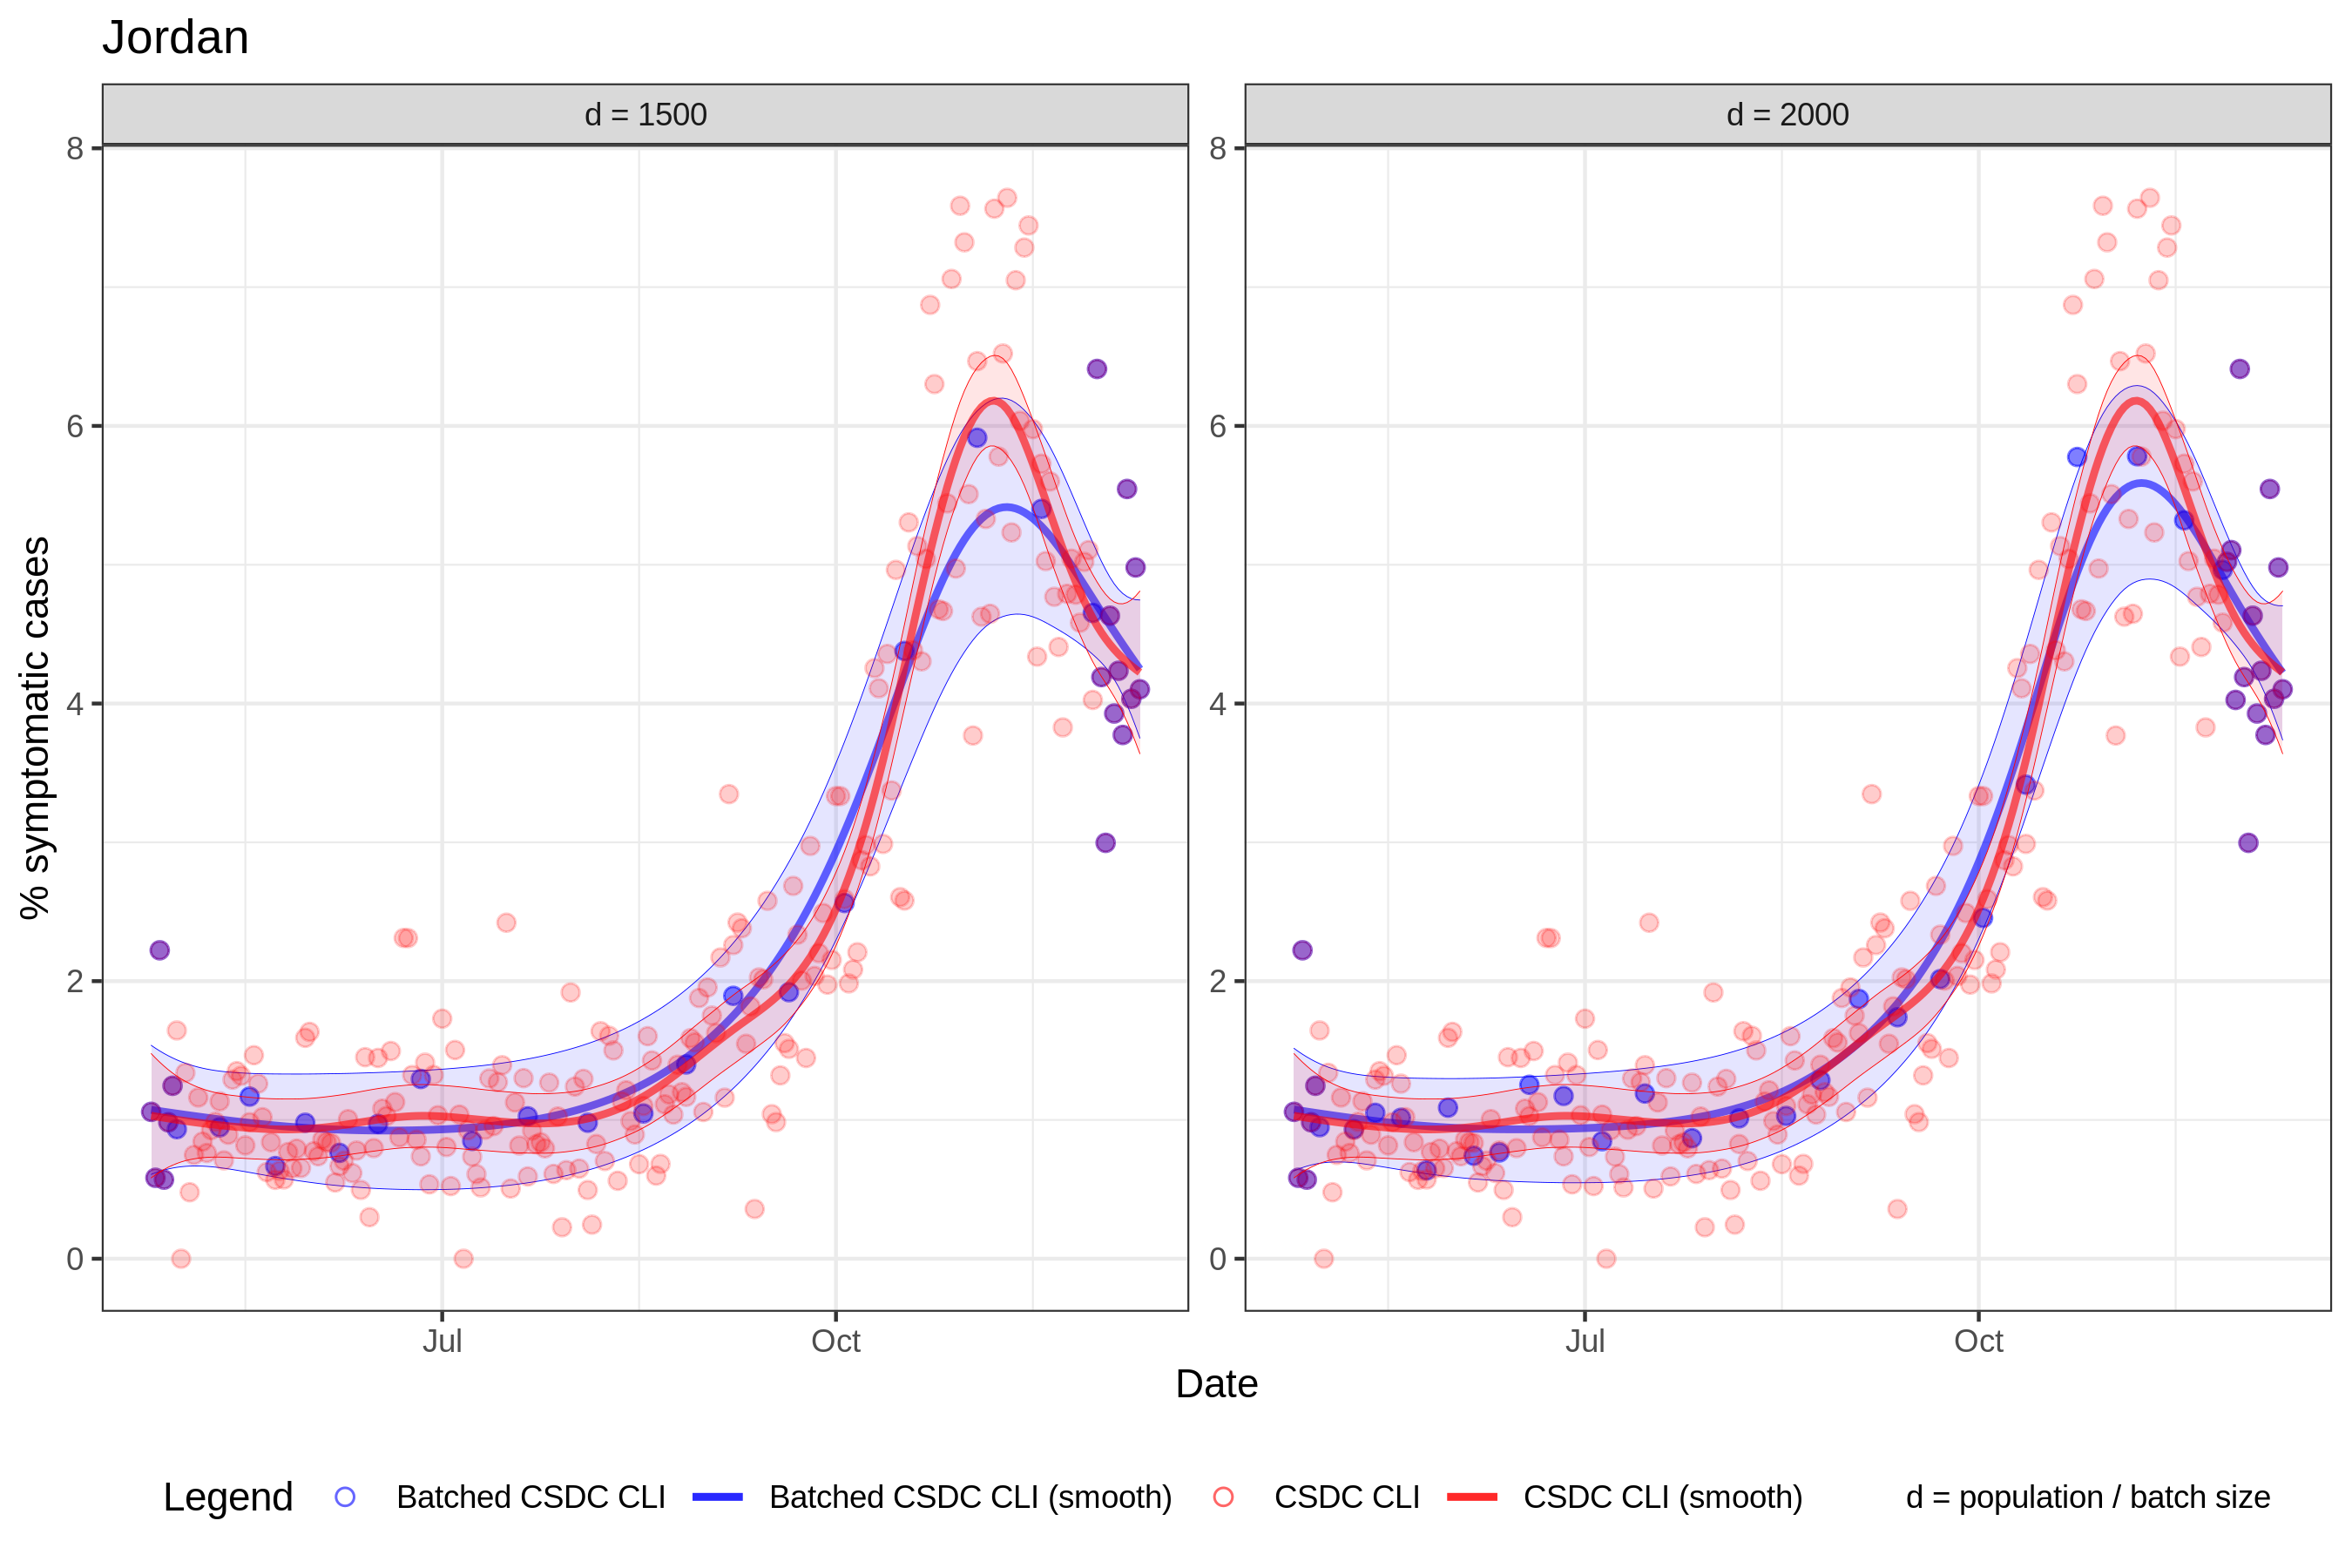 Jordan
d = 1500
d = 2000
% symptomatic cases
8
6
4
2
0
8
6
4
2
0
Jul
Oct
Jul
Oct
Date
Legend
Batched CSDC CLI
Batched CSDC CLI (smooth)
CSDC CLI
CSDC CLI (smooth)
d = population / batch size